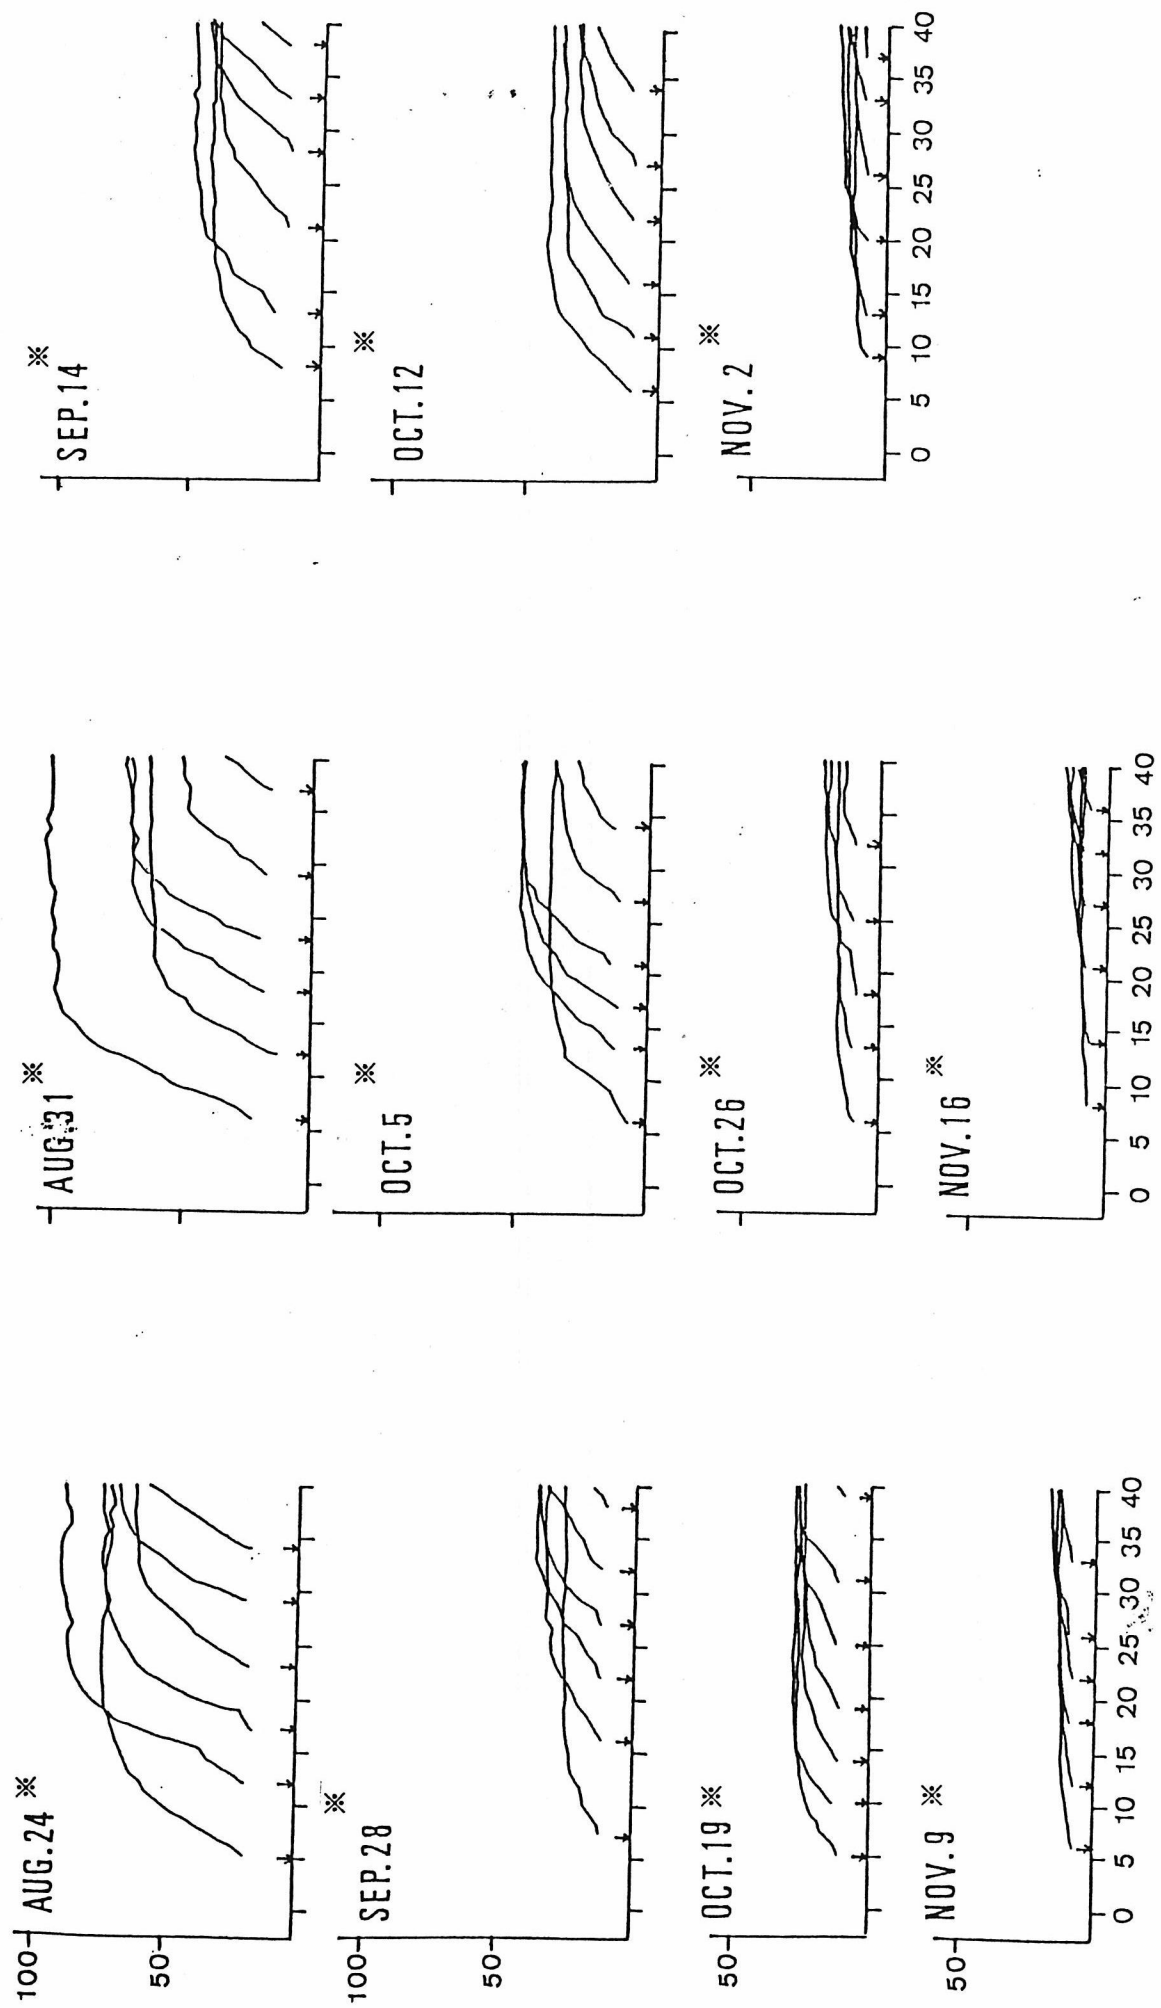 AUG.24 ※
100
50
AUG.31 ※
SEP.14 ※
SEP.28 ※
100
50
OCT.5 ※
OCT.12 ※
OCT.19 ※
50
OCT.26 ※
NOV.2 ※
0 5 10 15 20 25 30 35 40
NOV.9 ※
50
0 5 10 15 20 25 30 35 40
NOV.16 ※
0 5 10 15 20 25 30 35 40